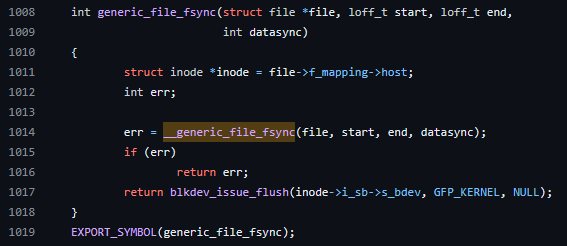 1008 int generic_file_fsync(struct file *file, loff_t start, loff_t end,
1009 int datasync)
1010 {
1011 struct inode *inode = file->f_mapping->host;
1012 int err;
1013
1014 err = __generic_file_fsync(file, start, end, datasync);
1015 if (err)
1016 return err;
1017 return blkdev_issue_flush(inode->i_sb->s_bdev, GFP_KERNEL, NULL);
1018 }
1019 EXPORT_SYMBOL(generic_file_fsync);